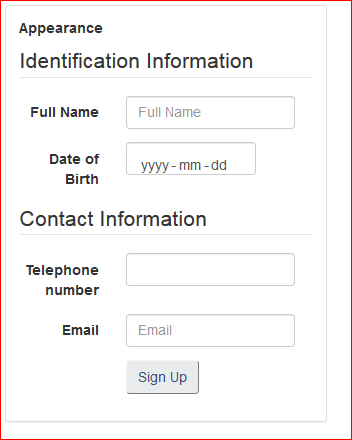 Appearance
Identification Information
Full Name
Full Name
Date of
Birth
yyyy - mm - dd
Contact Information
Telephone
number
Email
Email
Sign Up